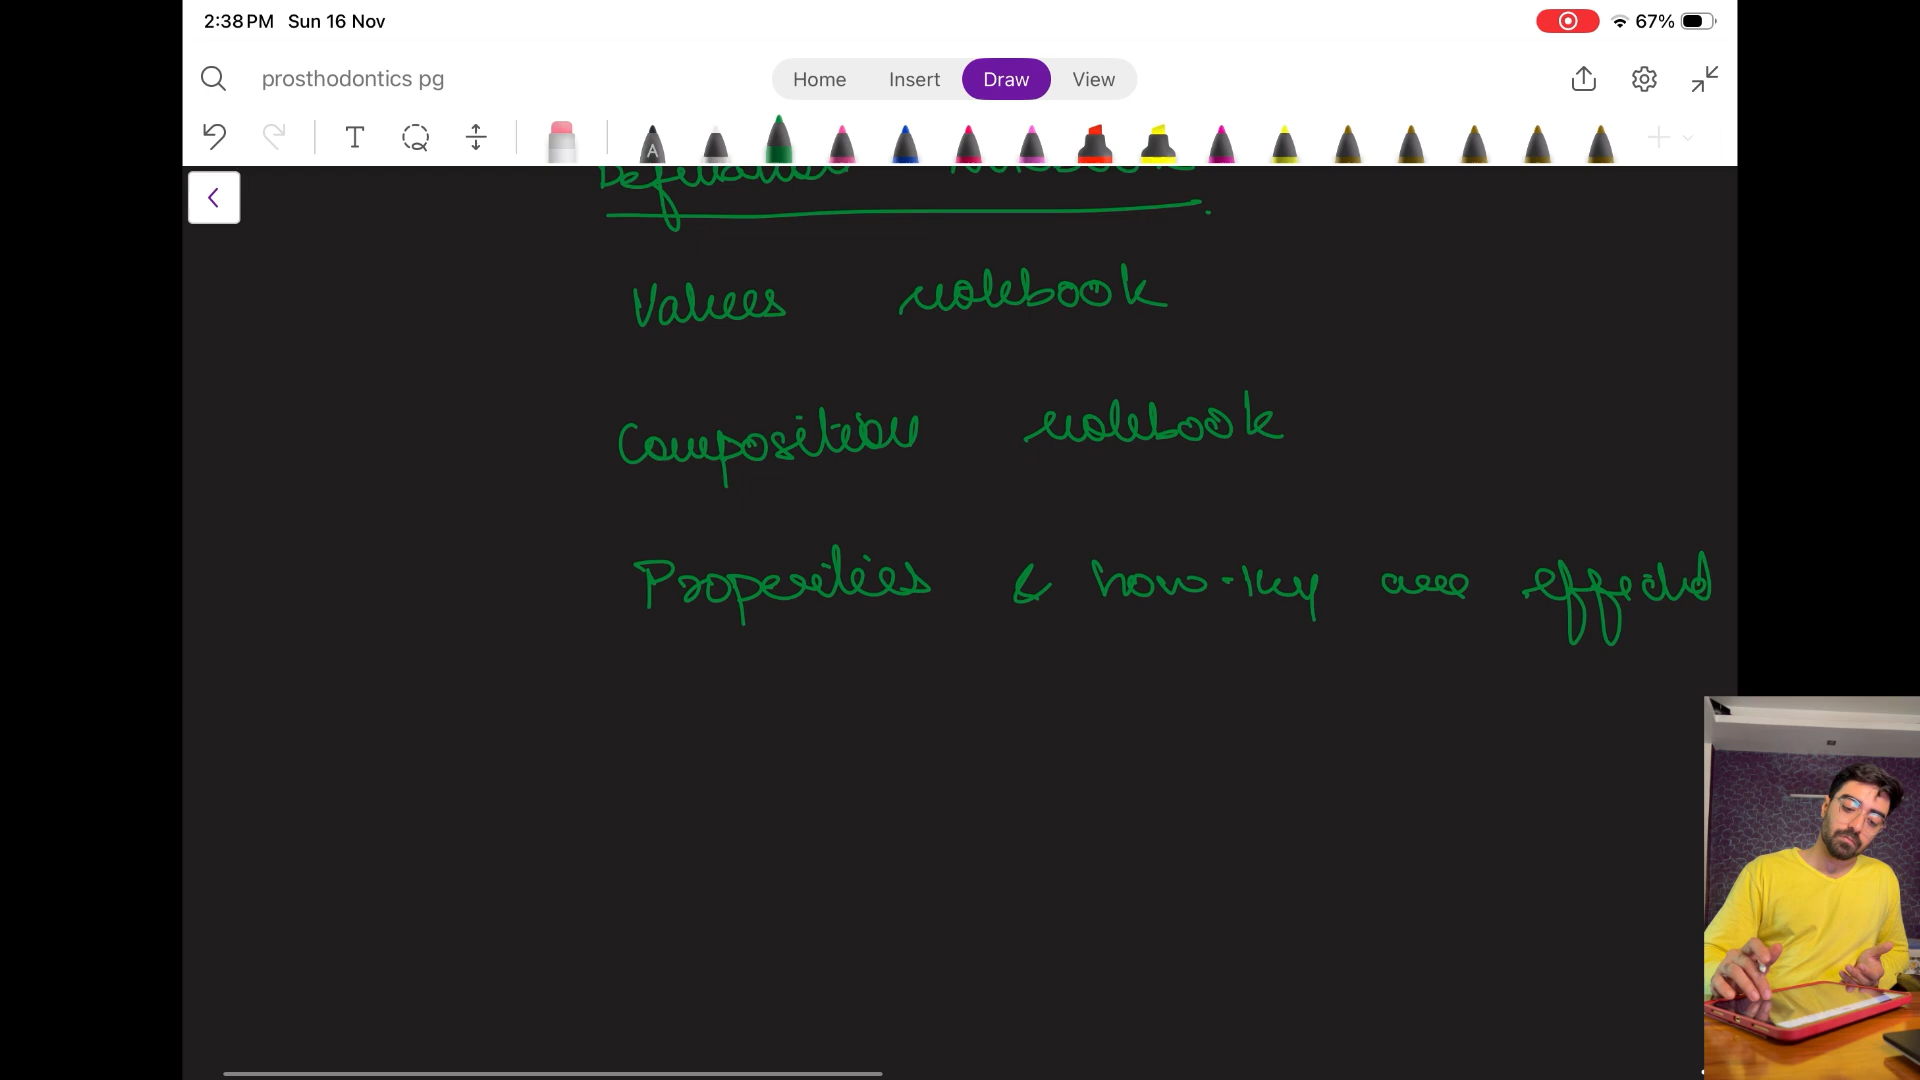 2:38 PM Sun 16 Nov 67%
prosthodontics pg Home Insert Draw View
T A
notebook
Values notebook
Composition notebook
Properties & how they are effected